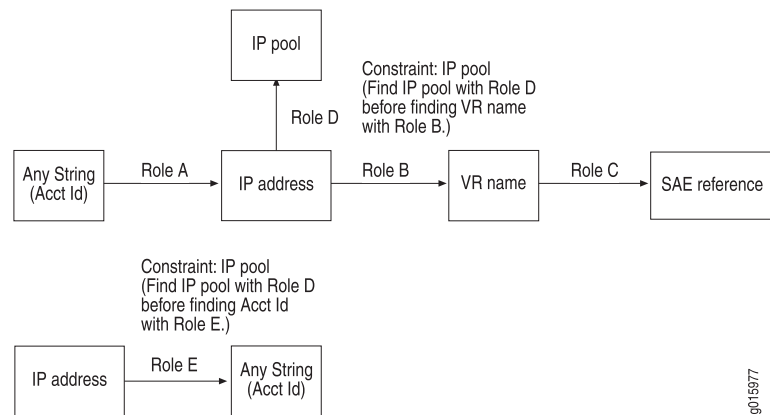 IP pool
Constraint: IP pool
(Find IP pool with Role D
before finding VR name
with Role B.)
Role D
Any String
(Acct Id)
Role A
IP address
Role B
VR name
Role C
SAE reference
Constraint: IP pool
(Find IP pool with Role D
before finding Acct Id
with Role E.)
IP address
Role E
Any String
(Acct Id)
g015977